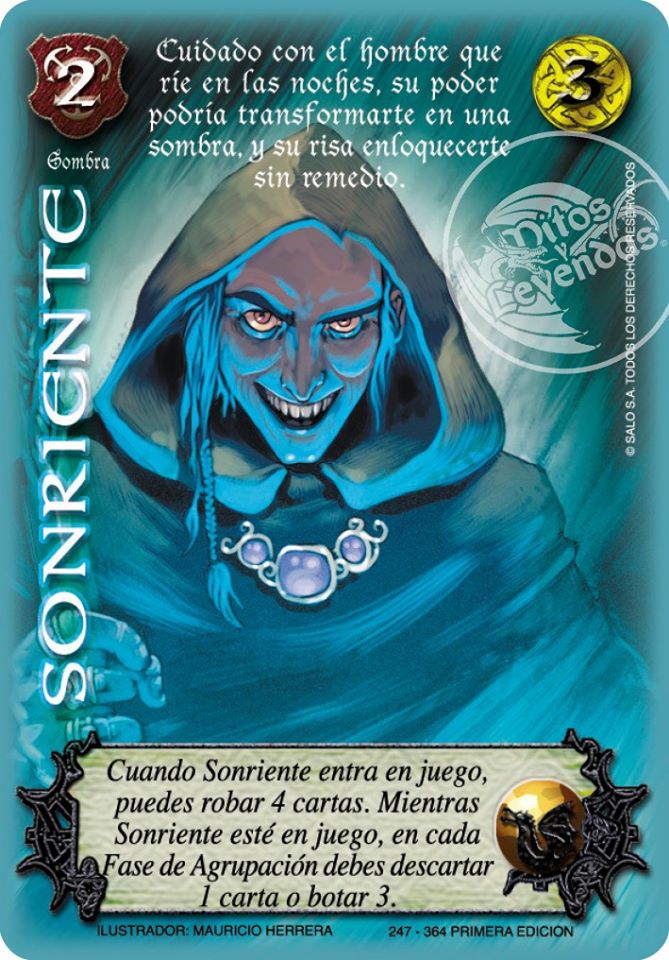 2
Cuidado con el hombre que
ríe en las noches, su poder
podría transformarte en una
sombra, y su risa enloquecerte
sin remedio.
3
Sombra
SONRIENTE
Mitos
y
Leyendas
© SALO S.A. TODOS LOS DERECHOS RESERVADOS
Cuando Sonriente entra en juego,
puedes robar 4 cartas. Mientras
Sonriente esté en juego, en cada
Fase de Agrupación debes descartar
1 carta o botar 3.
ILUSTRADOR: MAURICIO HERRERA
247 - 364 PRIMERA EDICION